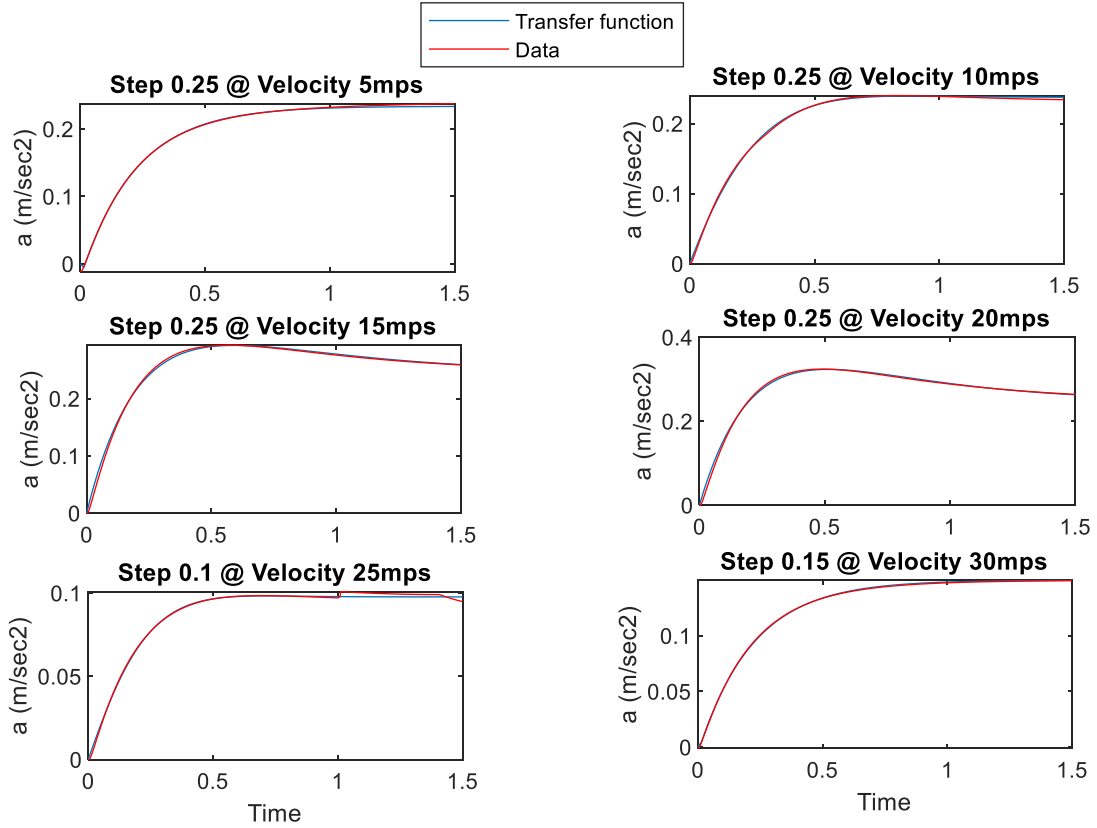 Transfer function
Data
Step 0.25 @ Velocity 5mps
a (m/sec2)
0.2
0.1
0
0
0.5
1
1.5
Step 0.25 @ Velocity 10mps
a (m/sec2)
0.2
0.1
0
0
0.5
1
1.5
Step 0.25 @ Velocity 15mps
a (m/sec2)
0.2
0.1
0
0
0.5
1
1.5
Step 0.25 @ Velocity 20mps
a (m/sec2)
0.4
0.2
0
0
0.5
1
1.5
Step 0.1 @ Velocity 25mps
a (m/sec2)
0.1
0.05
0
0
0.5
1
1.5
Time
Step 0.15 @ Velocity 30mps
a (m/sec2)
0.1
0.05
0
0
0.5
1
1.5
Time